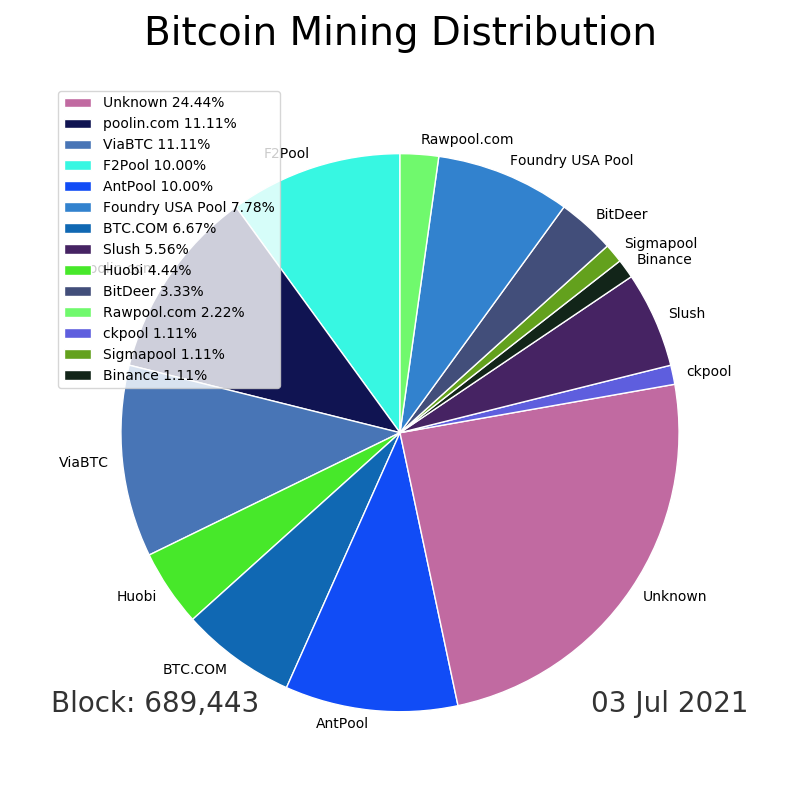 Bitcoin Mining Distribution
Unknown 24.44%
poolin.com 11.11%
ViaBTC 11.11%
F2Pool 10.00%
AntPool 10.00%
Foundry USA Pool 7.78%
BTC.COM 6.67%
Slush 5.56%
Huobi 4.44%
BitDeer 3.33%
Rawpool.com 2.22%
ckpool 1.11%
Sigmapool 1.11%
Binance 1.11%
Rawpool.com
F2Pool
Foundry USA Pool
BitDeer
Sigmapool
Binance
poolin.com
Slush
ckpool
ViaBTC
Huobi
Unknown
BTC.COM
AntPool
Block: 689,443
03 Jul 2021